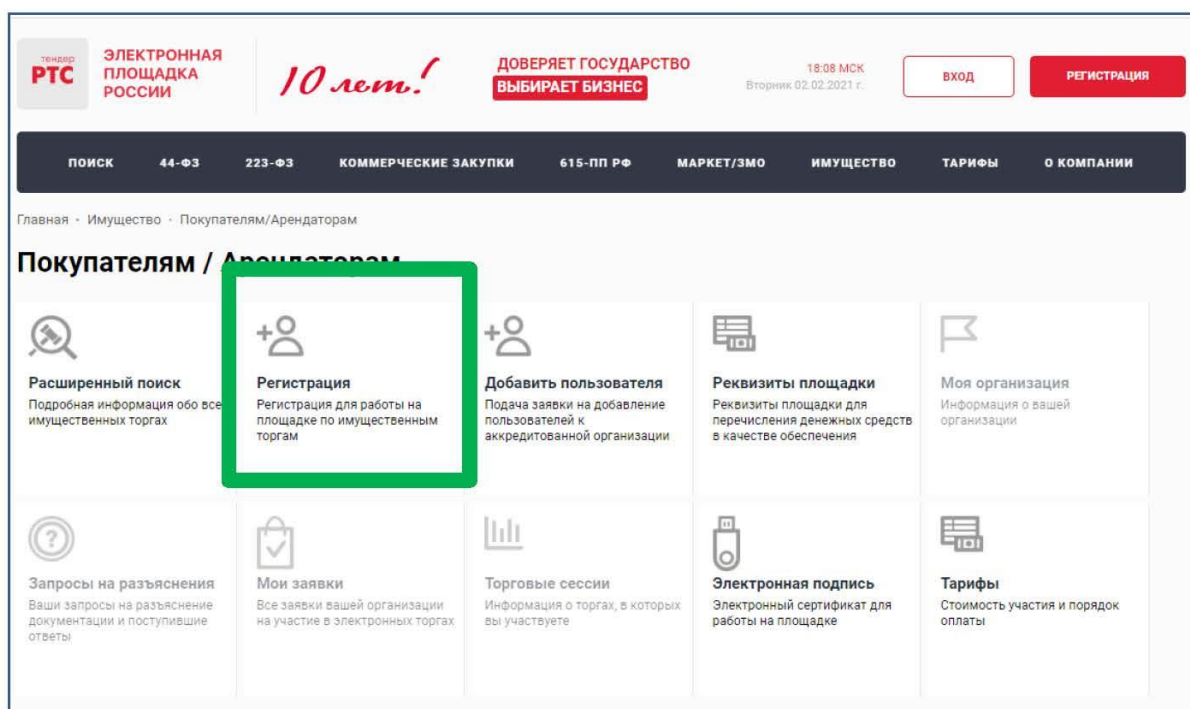 тендер
РТС
ЭЛЕКТРОННАЯ
ПЛОЩАДКА
РОССИИ
10 лет!
ДОВЕРЯЕТ ГОСУДАРСТВО
ВЫБИРАЕТ БИЗНЕС
18:08 МСК
Вторник 02.02.2021 г.
ВХОД
РЕГИСТРАЦИЯ
ПОИСК 44-ФЗ 223-ФЗ КОММЕРЧЕСКИЕ ЗАКУПКИ 615-ПП РФ МАРКЕТ/ЗМО ИМУЩЕСТВО ТАРИФЫ О КОМПАНИИ
Главная - Имущество - Покупателям/Арендаторам
Покупателям / Арендаторам
Расширенный поиск
Подробная информация обо все
имущественных торгах
Регистрация
Регистрация для работы на
площадке по имущественным
торгам
Добавить пользователя
Подача заявки на добавление
пользователей к
аккредитованной организации
Реквизиты площадки
Реквизиты площадки для
перечисления денежных средств
в качестве обеспечения
Моя организация
Информация о вашей
организации
Запросы на разъяснения
Ваши запросы на разъяснение
документации и поступившие
ответы
Мои заявки
Все заявки вашей организации
на участие в электронных торгах
Торговые сессии
Информация о торгах, в которых
вы участвуете
Электронная подпись
Электронный сертификат для
работы на площадке
Тарифы
Стоимость участия и порядок
оплаты